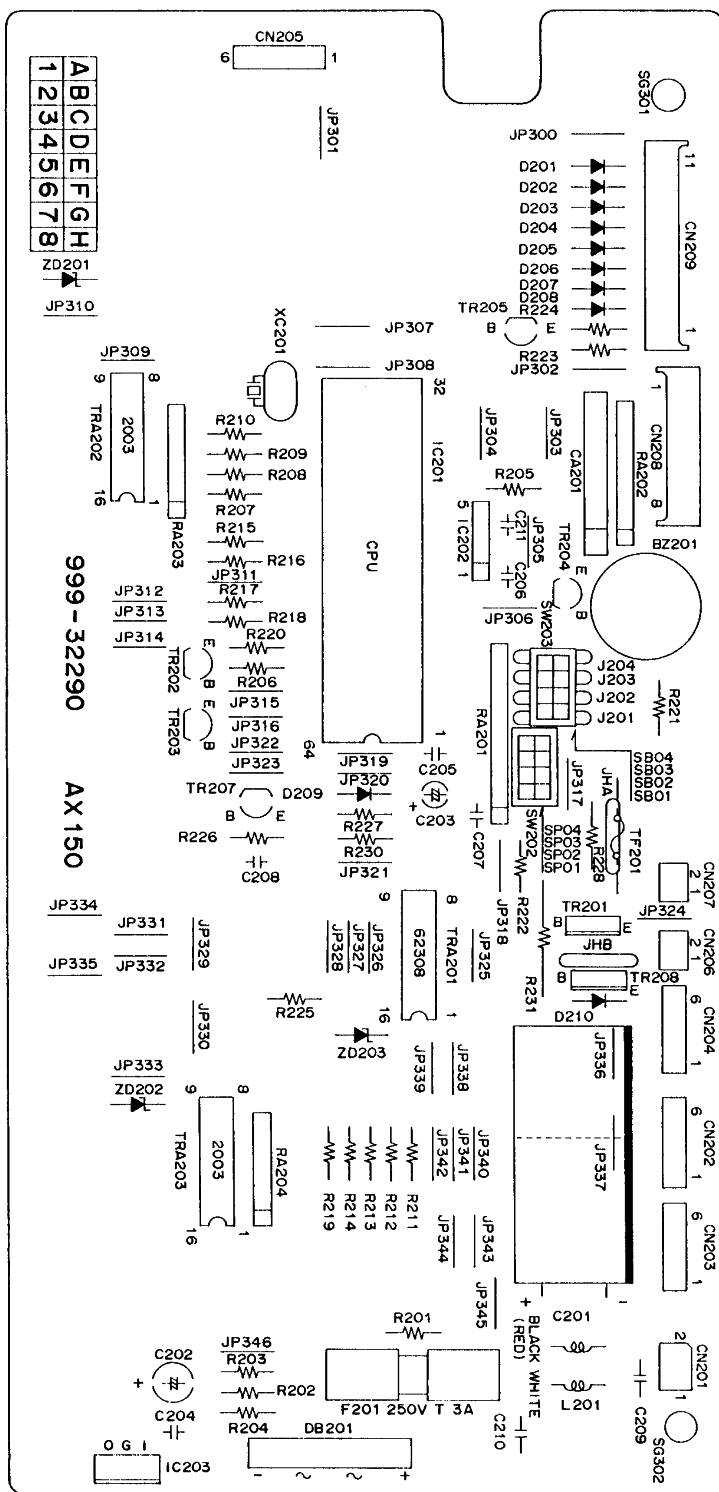 CN205
6 1
SG301
A B C D E F G H
1 2 3 4 5 6 7 8
JP301
JP300
11
D201
D202
D203
D204
D205
D206
D207
D208
R224
CN209
1
ZD201
JP310
TR205
B E
XC201
JP307
R223
JP309
JP308
JP302
9 8
TRA202
2003
16 1
RA203
32
IC201
CPU
1
64
R210
R209
R208
R207
R215
R216
JP311
R217
R218
R220
R206
JP315
JP316
JP322
JP323
JP304
JP303
R205
5 IC202 1
C211
C206
JP305
JP306
CA201
RA202
1
CN208
8
TR204
E
B
BZ201
SW203
999-32290 AX150
JP312
JP313
JP314
TR202
E
B
TR203
E
B
J204
J203
J202
J201
R221
RA201
SB04
SB03
SB02
SB01
JP319
C205
JP320
TR207
D209
B E
C203
+
R226
R227
R230
C208
JP321
C207
SW202
JP317
SP04
SP03
SP02
SP01
JHA
R228
TF201
CN207
2 1
JP334
JP331
JP329
JP328
JP327
JP326
9 8
62308
TRA201
16 1
JP325
JP318
R222
R231
TR201
B E
JP324
JHB
CN206
2 1
JP335
JP332
B TR208
E
D210
R225
ZD203
JP330
CN204
6
1
JP333
ZD202
JP339
JP338
JP336
JP337
9 8
TRA203
2003
16 1
RA204
JP342
JP341
JP340
CN202
6
1
R219
R214
R213
R212
R211
JP344
JP343
CN203
6
1
JP345
+ -
BLACK WHITE
(RED)
R201
C201
CN201
2
1
C202
+
JP346
R203
R202
R204
C204
F201 250V T 3A
L201
C210
C209
SG302
O G I
IC203
DB201
- ~ ~ +